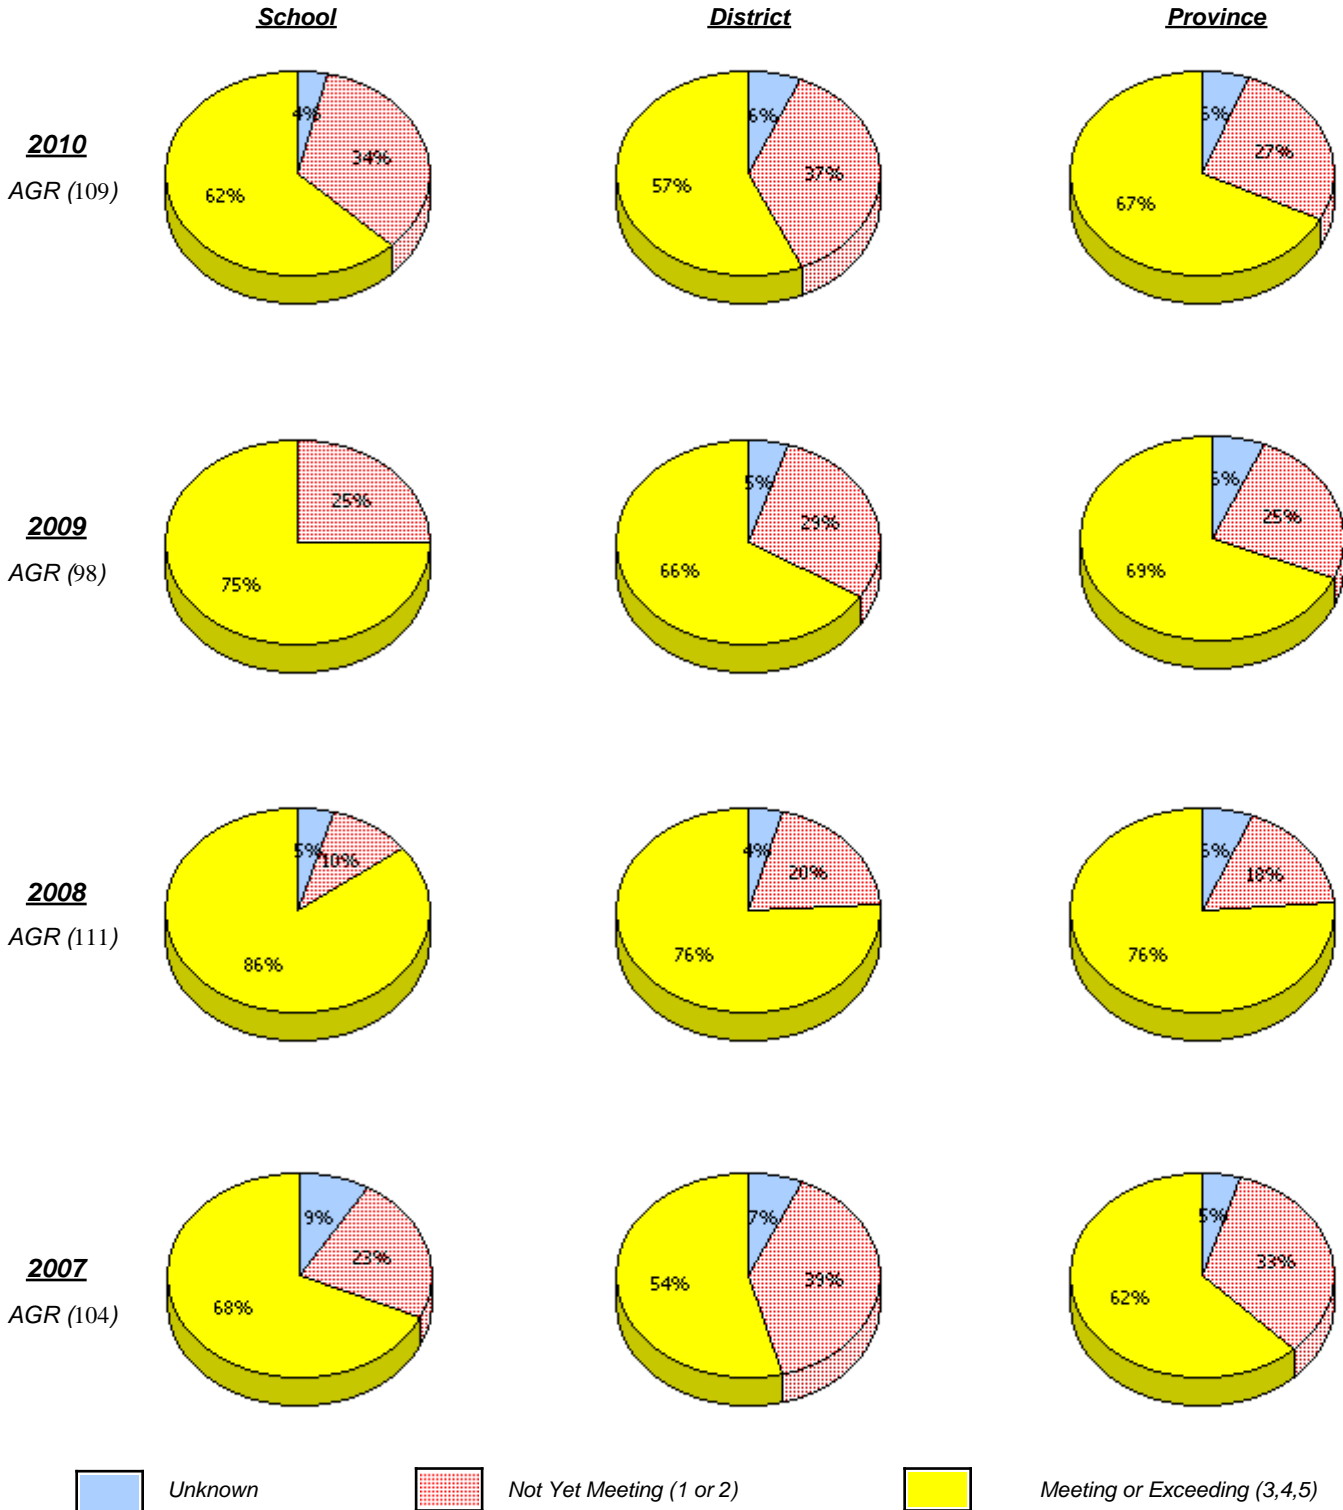 School District Province
2010
AGR (109)
4% 34% 62%
6% 37% 57%
27% 67%
2009
AGR (98)
25% 75%
5% 29% 66%
25% 69%
2008
AGR (111)
5% 10% 86%
4% 20% 76%
18% 76%
2007
AGR (104)
9% 23% 68%
7% 39% 54%
5% 33% 62%
Unknown Not Yet Meeting (1 or 2) Meeting or Exceeding (3,4,5)